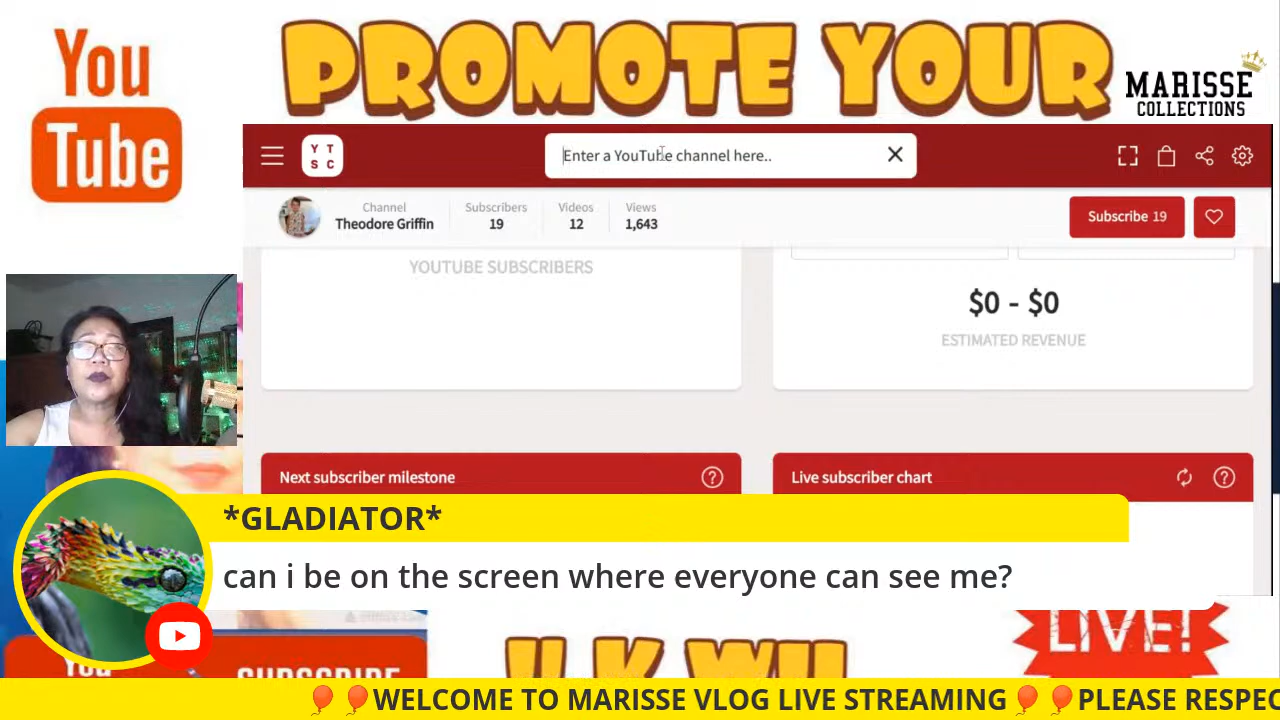 You
Tube
PROMOTE YOUR
MARISSE
COLLECTIONS
Y T
S C
Enter a YouTube channel here..
Channel
Theodore Griffin
Subscribers
19
Videos
12
Views
1,643
Subscribe 19
YOUTUBE SUBSCRIBERS
$0 - $0
ESTIMATED REVENUE
Next subscriber milestone
Live subscriber chart
*GLADIATOR*
can i be on the screen where everyone can see me?
You
SUBSCRIBE
LIVE!
WELCOME TO MARISSE VLOG LIVE STREAMING
PLEASE RESPEC